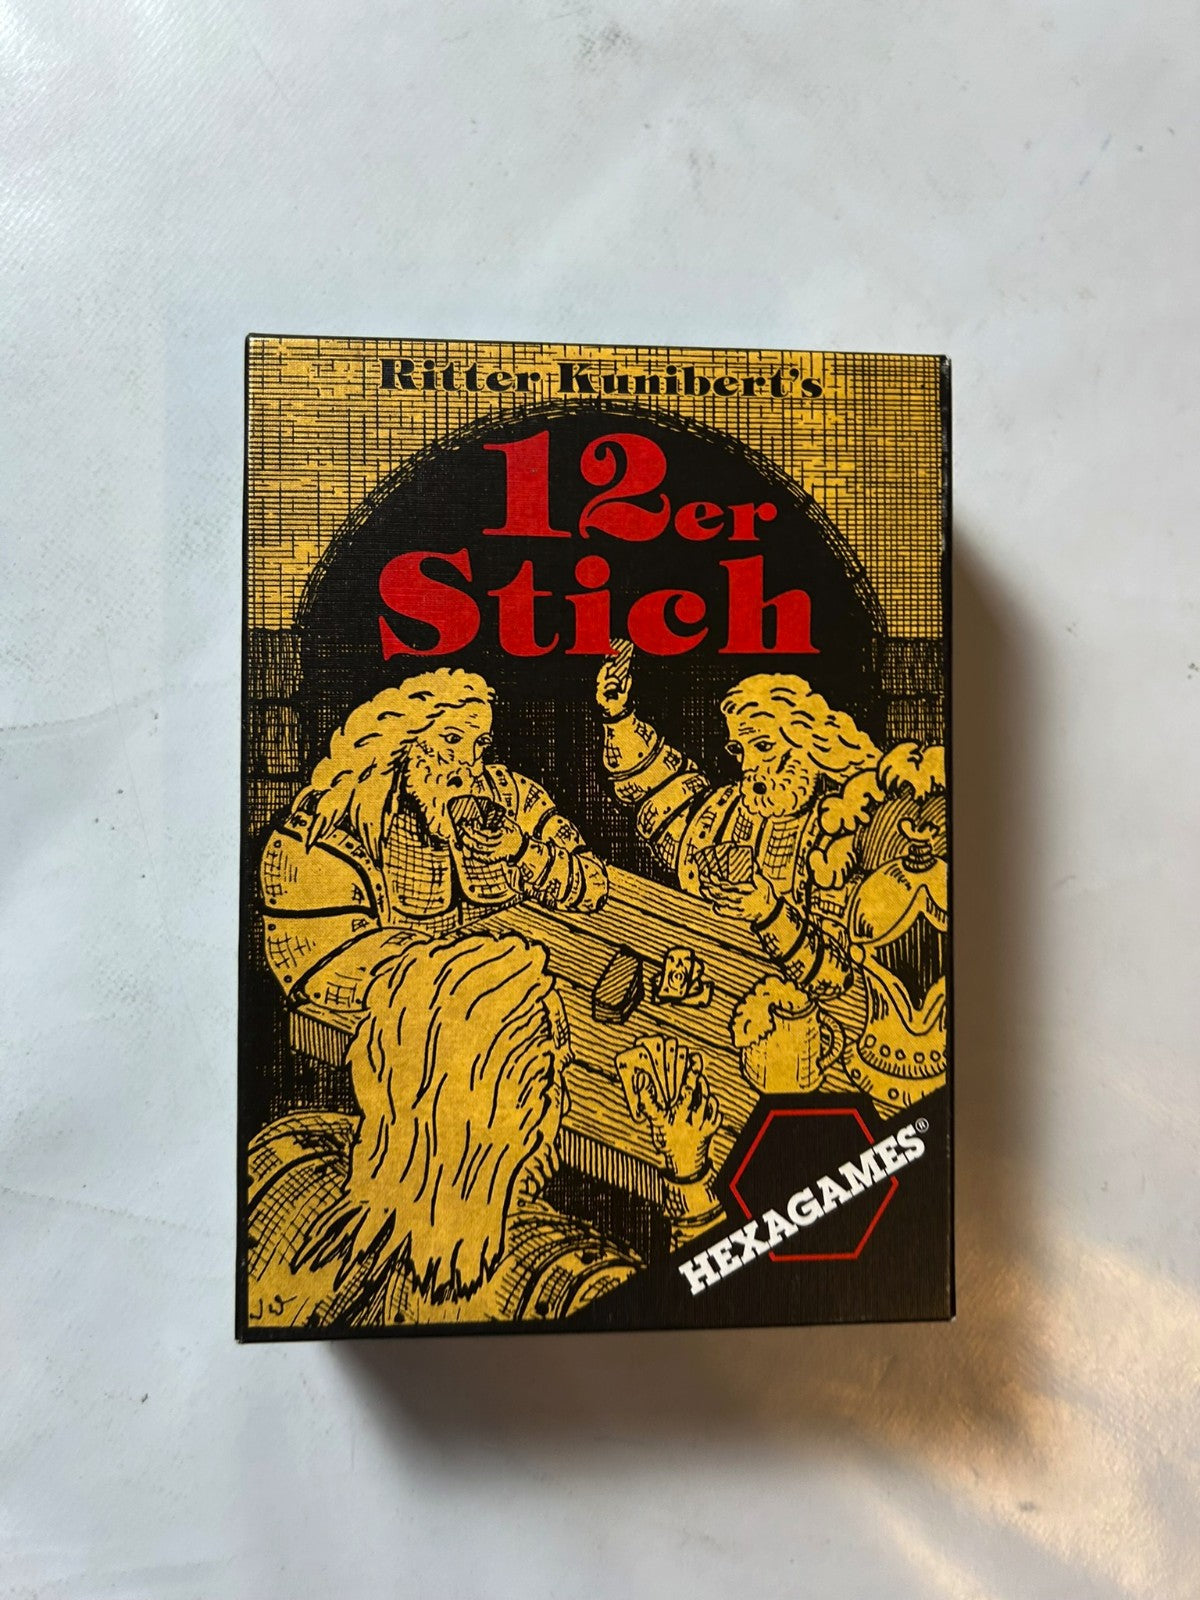 Ritter Kunibert's
12er
Stich
HEXAGAMES®